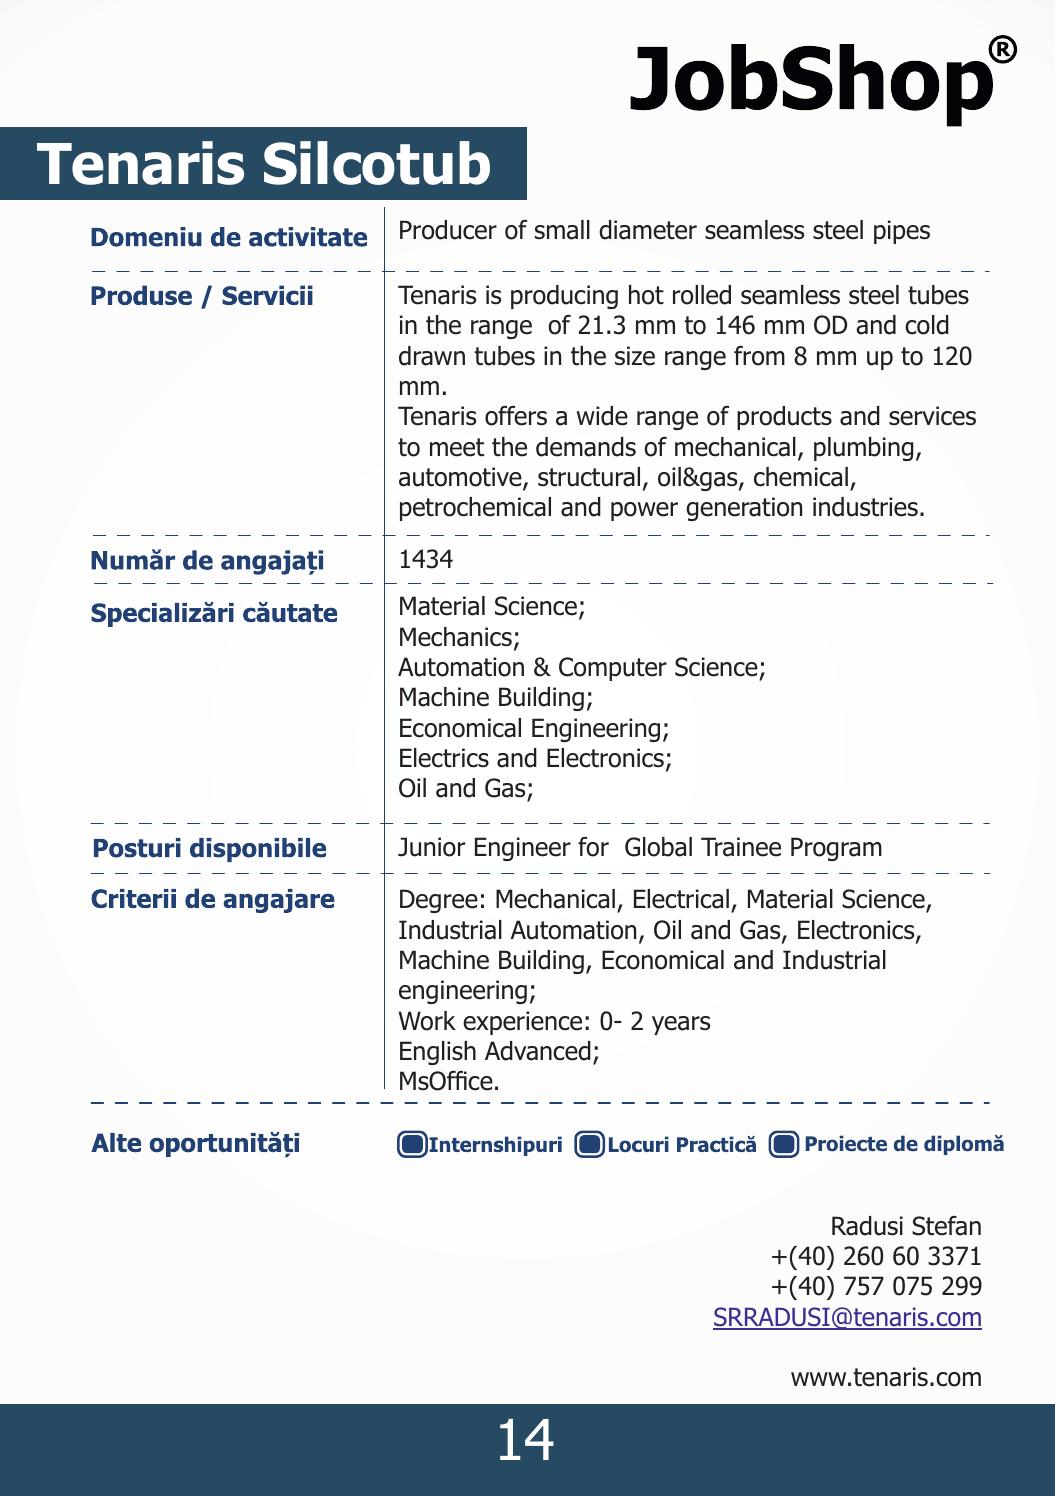 JobShop®
Tenaris Silcotub
Domeniu de activitate
Producer of small diameter seamless steel pipes
Produse / Servicii
Tenaris is producing hot rolled seamless steel tubes
in the range  of 21.3 mm to 146 mm OD and cold
drawn tubes in the size range from 8 mm up to 120
mm.
Tenaris offers a wide range of products and services
to meet the demands of mechanical, plumbing,
automotive, structural, oil&gas, chemical,
petrochemical and power generation industries.
Număr de angajați
1434
Specializări căutate
Material Science;
Mechanics;
Automation & Computer Science;
Machine Building;
Economical Engineering;
Electrics and Electronics;
Oil and Gas;
Posturi disponibile
Junior Engineer for  Global Trainee Program
Criterii de angajare
Degree: Mechanical, Electrical, Material Science,
Industrial Automation, Oil and Gas, Electronics,
Machine Building, Economical and Industrial
engineering;
Work experience: 0- 2 years
English Advanced;
MsOffice.
Alte oportunități
Internshipuri Locuri Practică Proiecte de diplomă
Radusi Stefan
+(40) 260 60 3371
+(40) 757 075 299
SRRADUSI@tenaris.com
www.tenaris.com
14